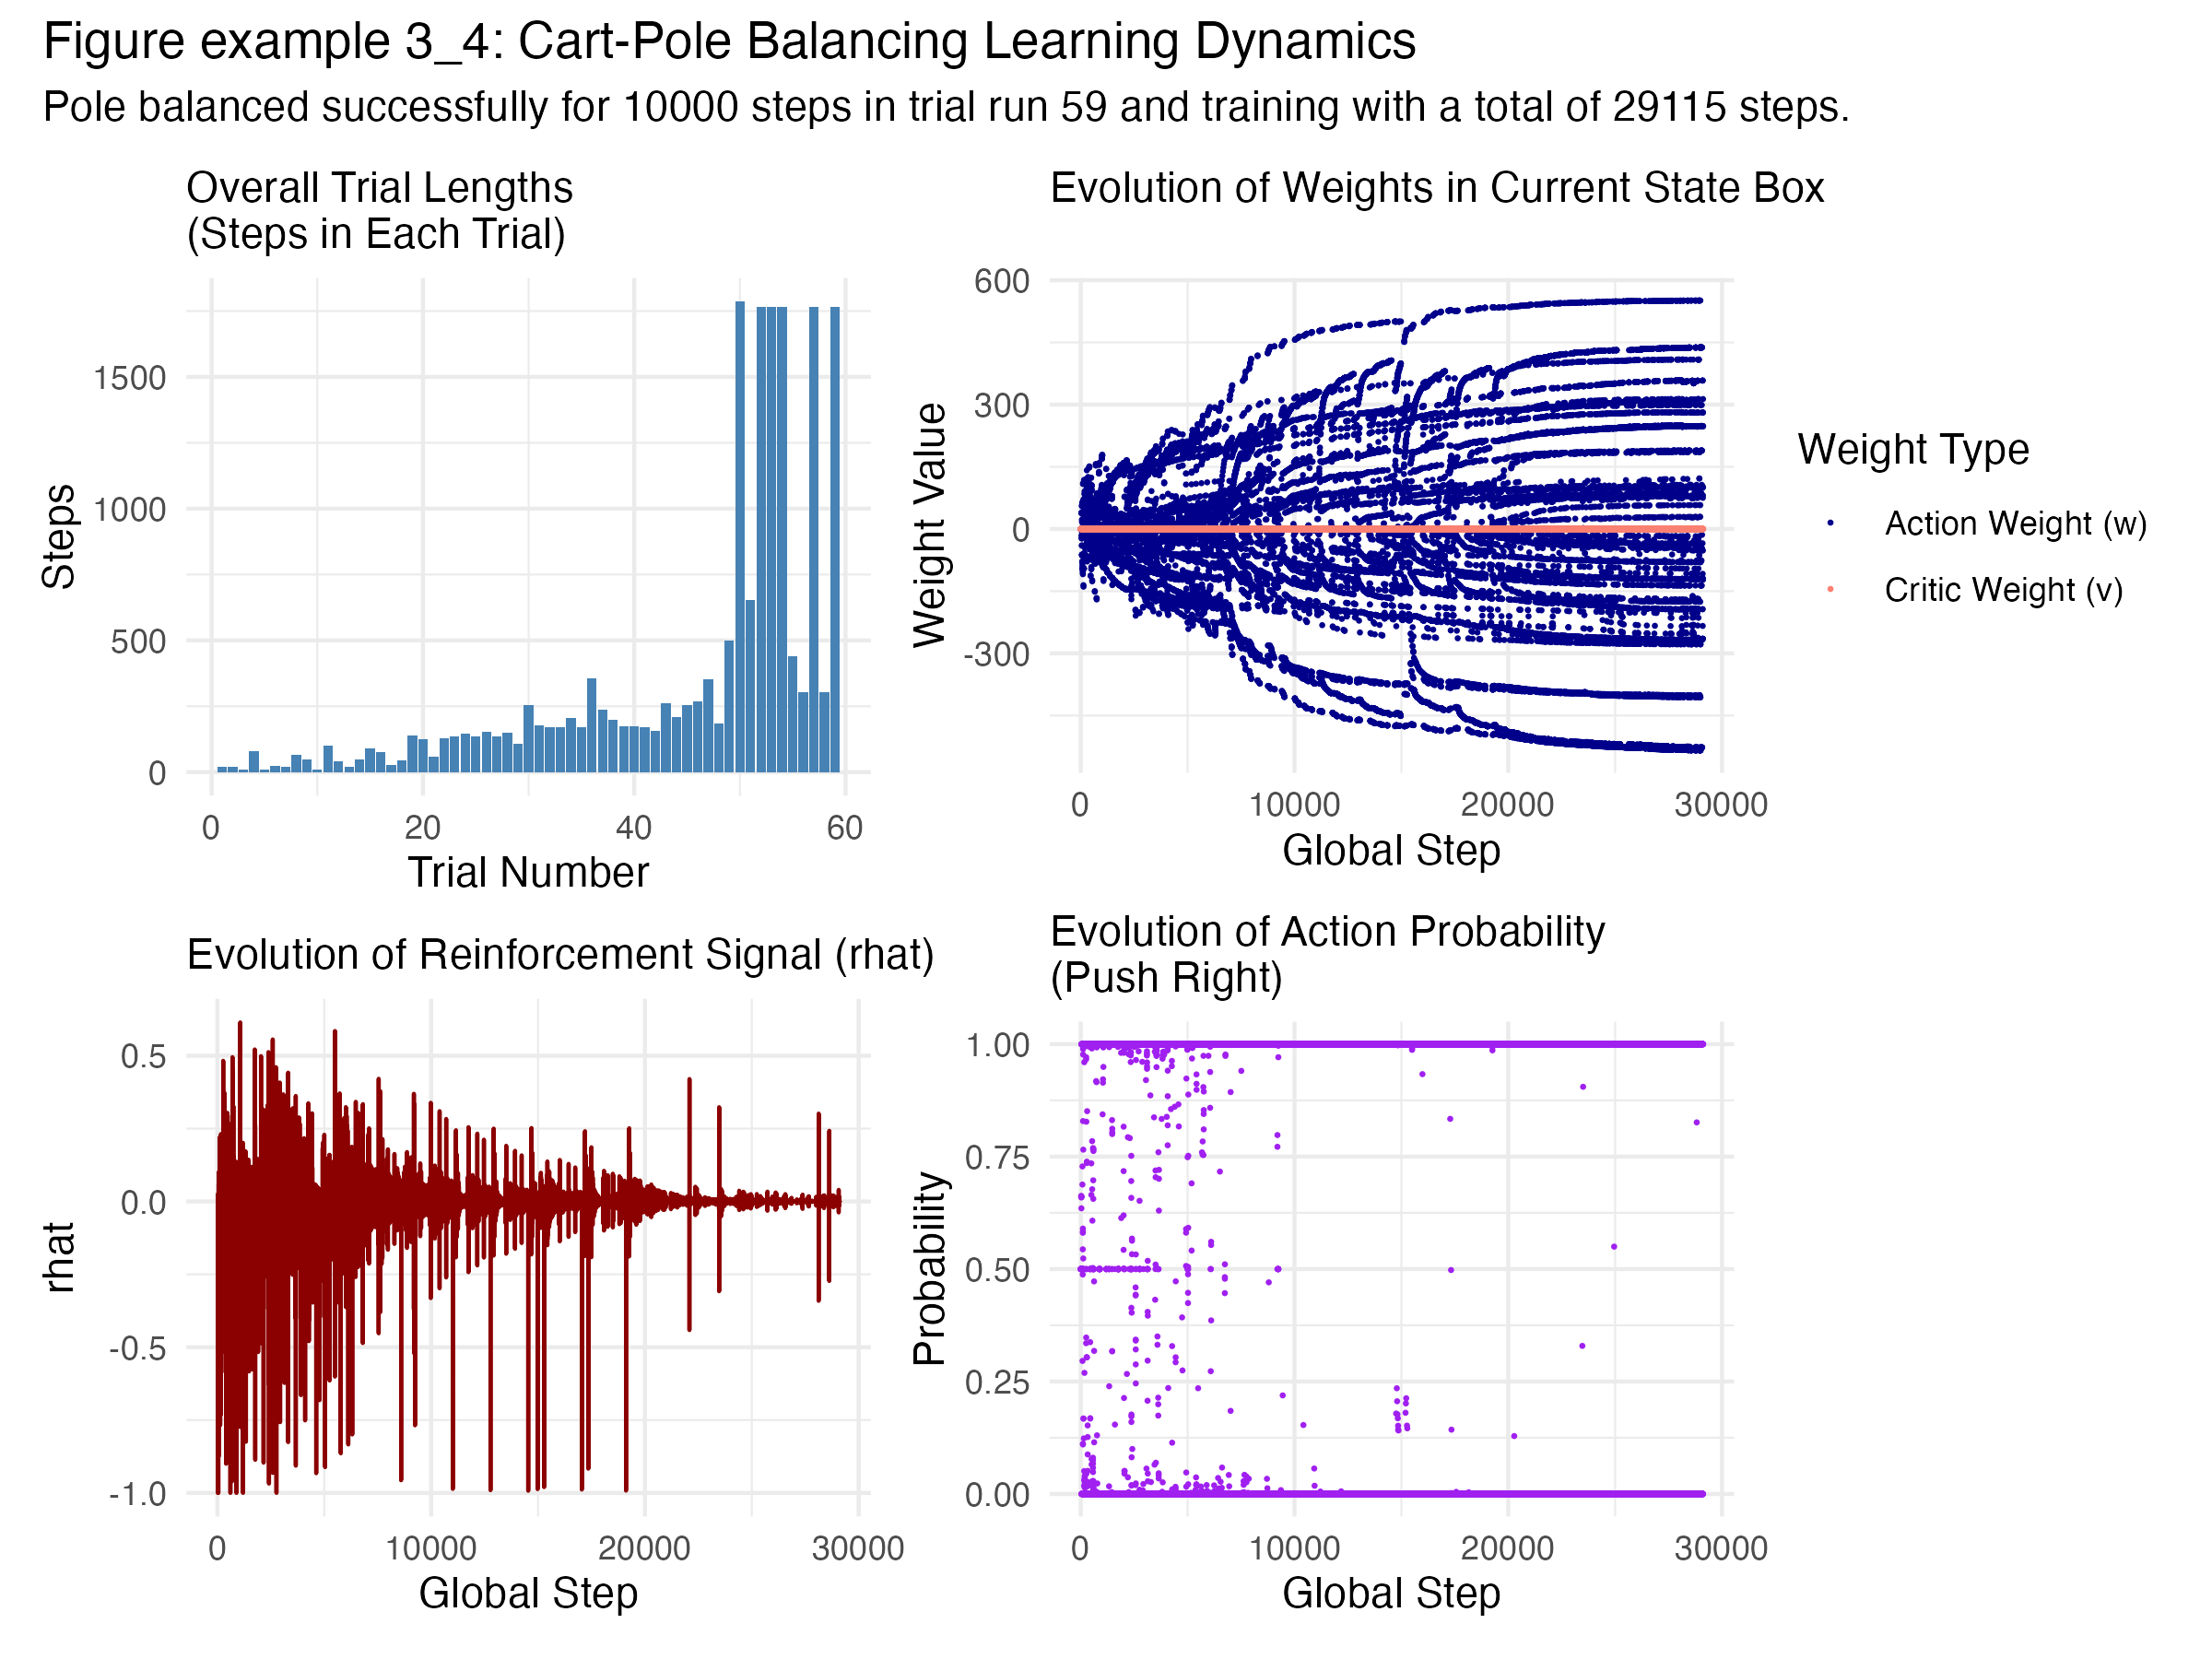 Figure example 3_4: Cart-Pole Balancing Learning Dynamics
Pole balanced successfully for 10000 steps in trial run 59 and training with a total of 29115 steps.
Overall Trial Lengths
(Steps in Each Trial)
Steps
1500
1000
500
0
0 20 40 60
Trial Number
Evolution of Weights in Current State Box
Weight Value
600
300
0
-300
0 10000 20000 30000
Global Step
Weight Type
Action Weight (w)
Critic Weight (v)
Evolution of Reinforcement Signal (rhat)
rhat
0.5
0.0
-0.5
-1.0
0 10000 20000 30000
Global Step
Evolution of Action Probability
(Push Right)
Probability
1.00
0.75
0.50
0.25
0.00
0 10000 20000 30000
Global Step